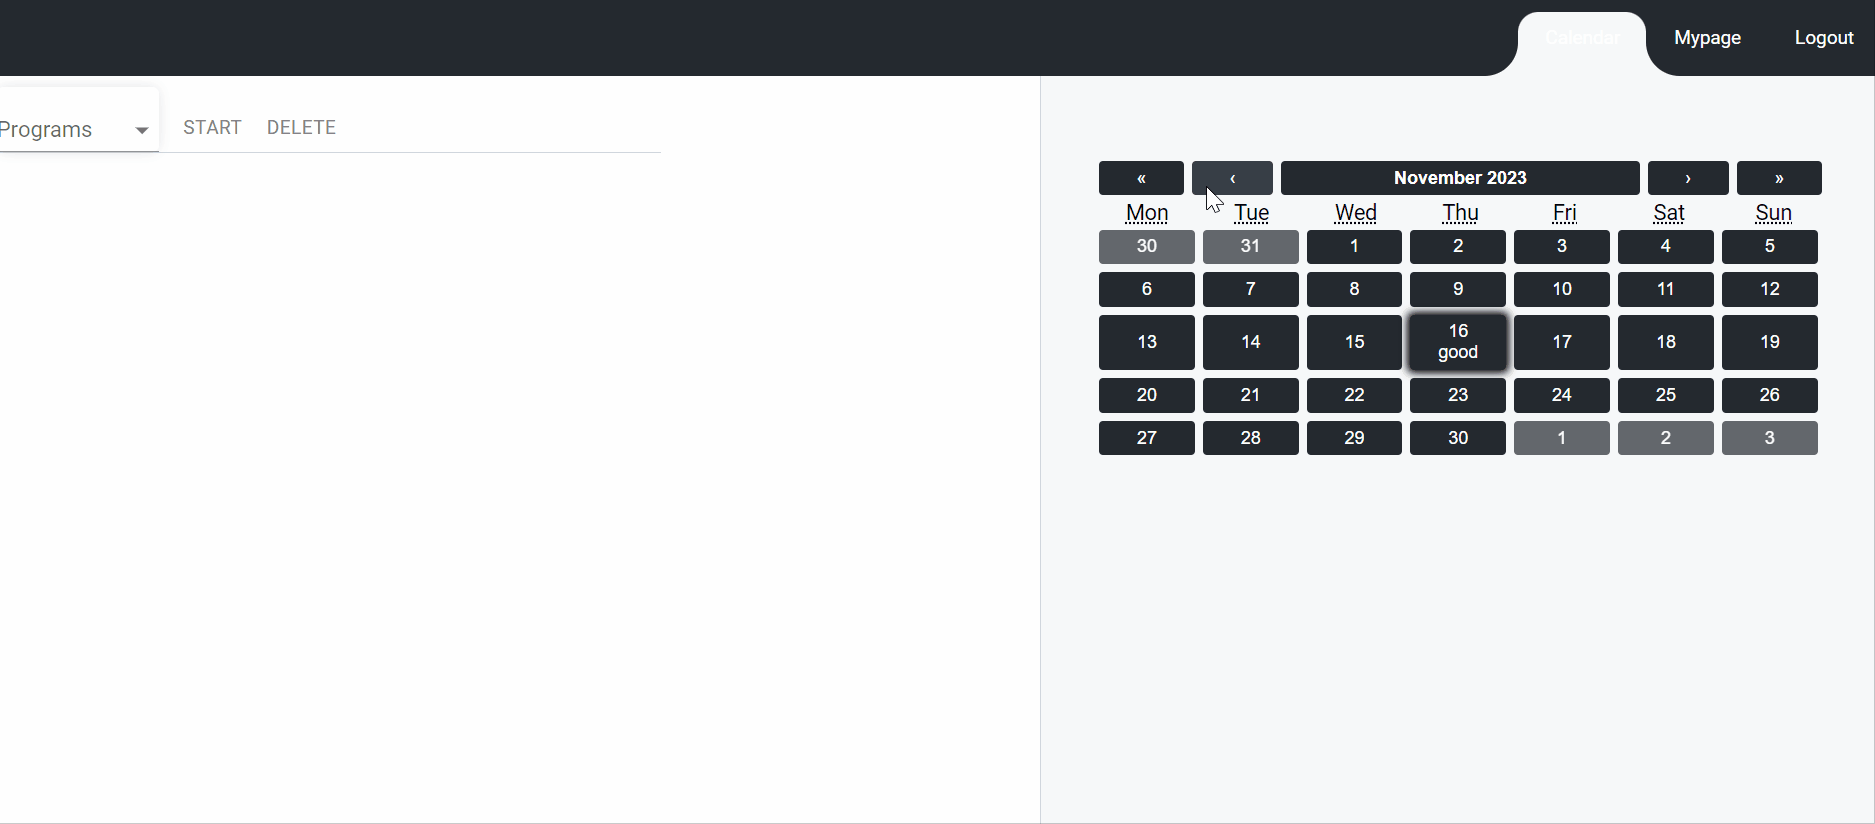 Calendar Mypage Logout
Programs START DELETE
« ‹ November 2023 › »
Mon Tue Wed Thu Fri Sat Sun
30 31 1 2 3 4 5
6 7 8 9 10 11 12
13 14 15 16 17 18 19
good
20 21 22 23 24 25 26
27 28 29 30 1 2 3